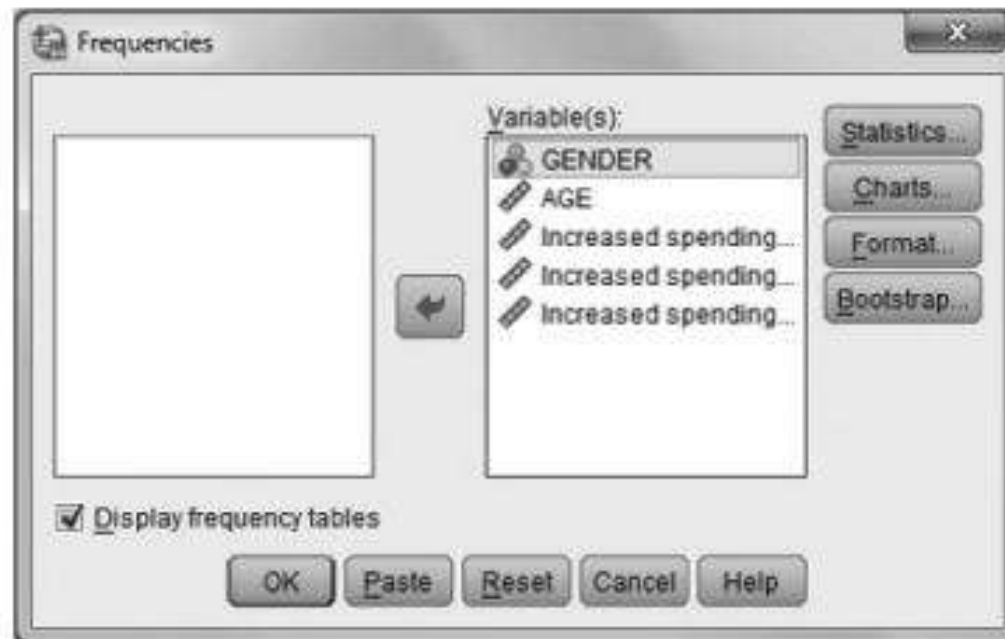 Frequencies
Variable(s):
GENDER
AGE
Increased spending...
Increased spending...
Increased spending...
Statistics...
Charts...
Format...
Bootstrap...
Display frequency tables
OK Paste Reset Cancel Help